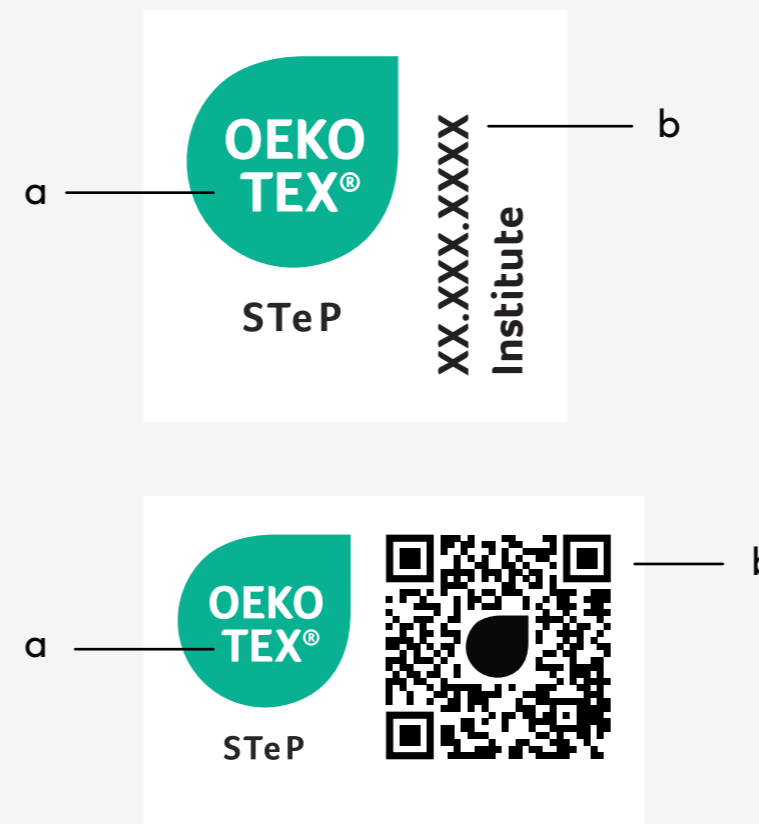 a
OEKO
TEX®
STeP
XX.XXX.XXXX
Institute
b
a
OEKO
TEX®
STeP
b